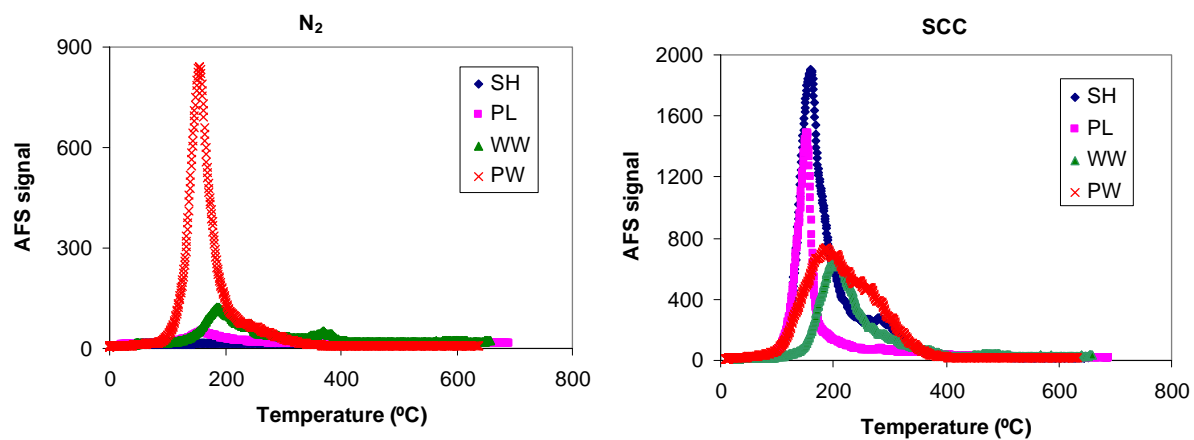 N₂
900
600
300
0
AFS signal
SH
PL
WW
PW
0 200 400 600 800
Temperature (ºC)
SCC
2000
1600
1200
800
400
0
AFS signal
SH
PL
WW
PW
0 200 400 600 800
Temperature (ºC)